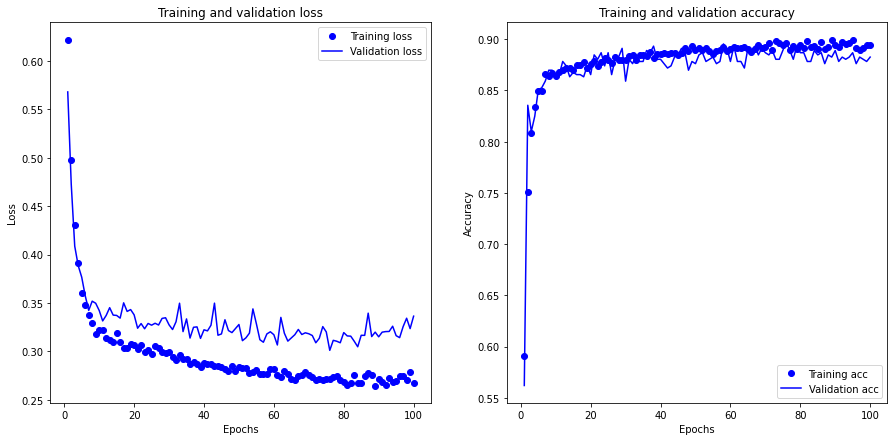 Training and validation loss
Training loss
Validation loss
0.60
0.55
0.50
0.45
0.40
0.35
0.30
0.25
Loss
0
20
40
60
80
100
Epochs
Training and validation accuracy
0.90
0.85
0.80
0.75
0.70
0.65
0.60
0.55
Accuracy
Training acc
Validation acc
0
20
40
60
80
100
Epochs